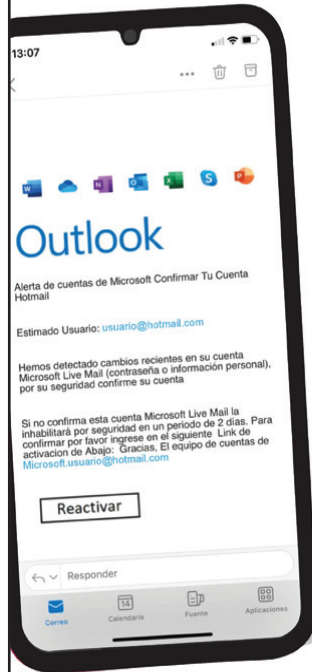 13:07
Outlook
Alerta de cuentas de Microsoft Confirmar Tu Cuenta
Hotmail
Estimado Usuario: usuario@hotmail.com
Hemos detectado cambios recientes en su cuenta
Microsoft Live Mail (contraseña o información personal),
por su seguridad confirme su cuenta
Si no confirma esta cuenta Microsoft Live Mail la
inhabilitará por seguridad en un periodo de 2 dias. Para
confirmar por favor ingrese en el siguiente Link de
activacion de Abajo: Gracias, El equipo de cuentas de
Microsoft.usuario@hotmail.com
Reactivar
Responder
Correo
14
Calendario
Fuente
Aplicaciones